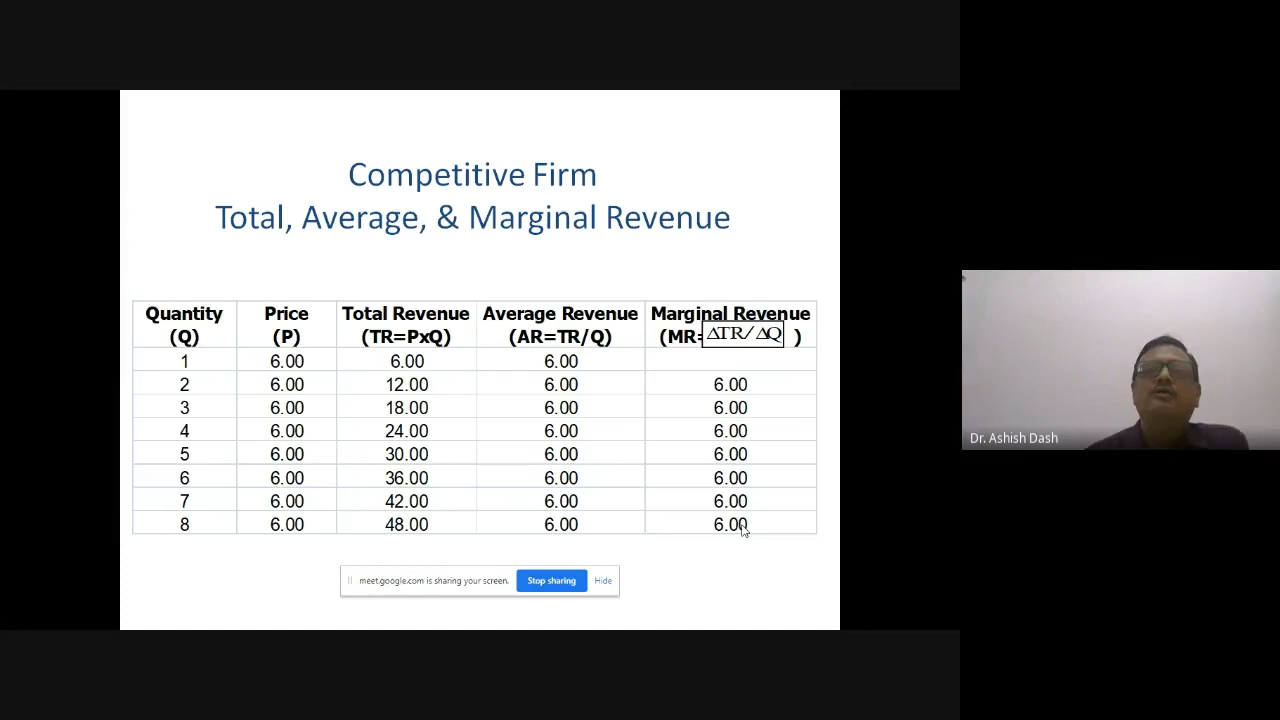 Competitive Firm
Total, Average, & Marginal Revenue
Quantity (Q) Price (P) Total Revenue (TR=PxQ) Average Revenue (AR=TR/Q) Marginal Revenue (MR= ΔTR/ΔQ )
1 6.00 6.00 6.00
2 6.00 12.00 6.00 6.00
3 6.00 18.00 6.00 6.00
4 6.00 24.00 6.00 6.00
5 6.00 30.00 6.00 6.00
6 6.00 36.00 6.00 6.00
7 6.00 42.00 6.00 6.00
8 6.00 48.00 6.00 6.00
meet.google.com is sharing your screen. Stop sharing Hide
Dr. Ashish Dash